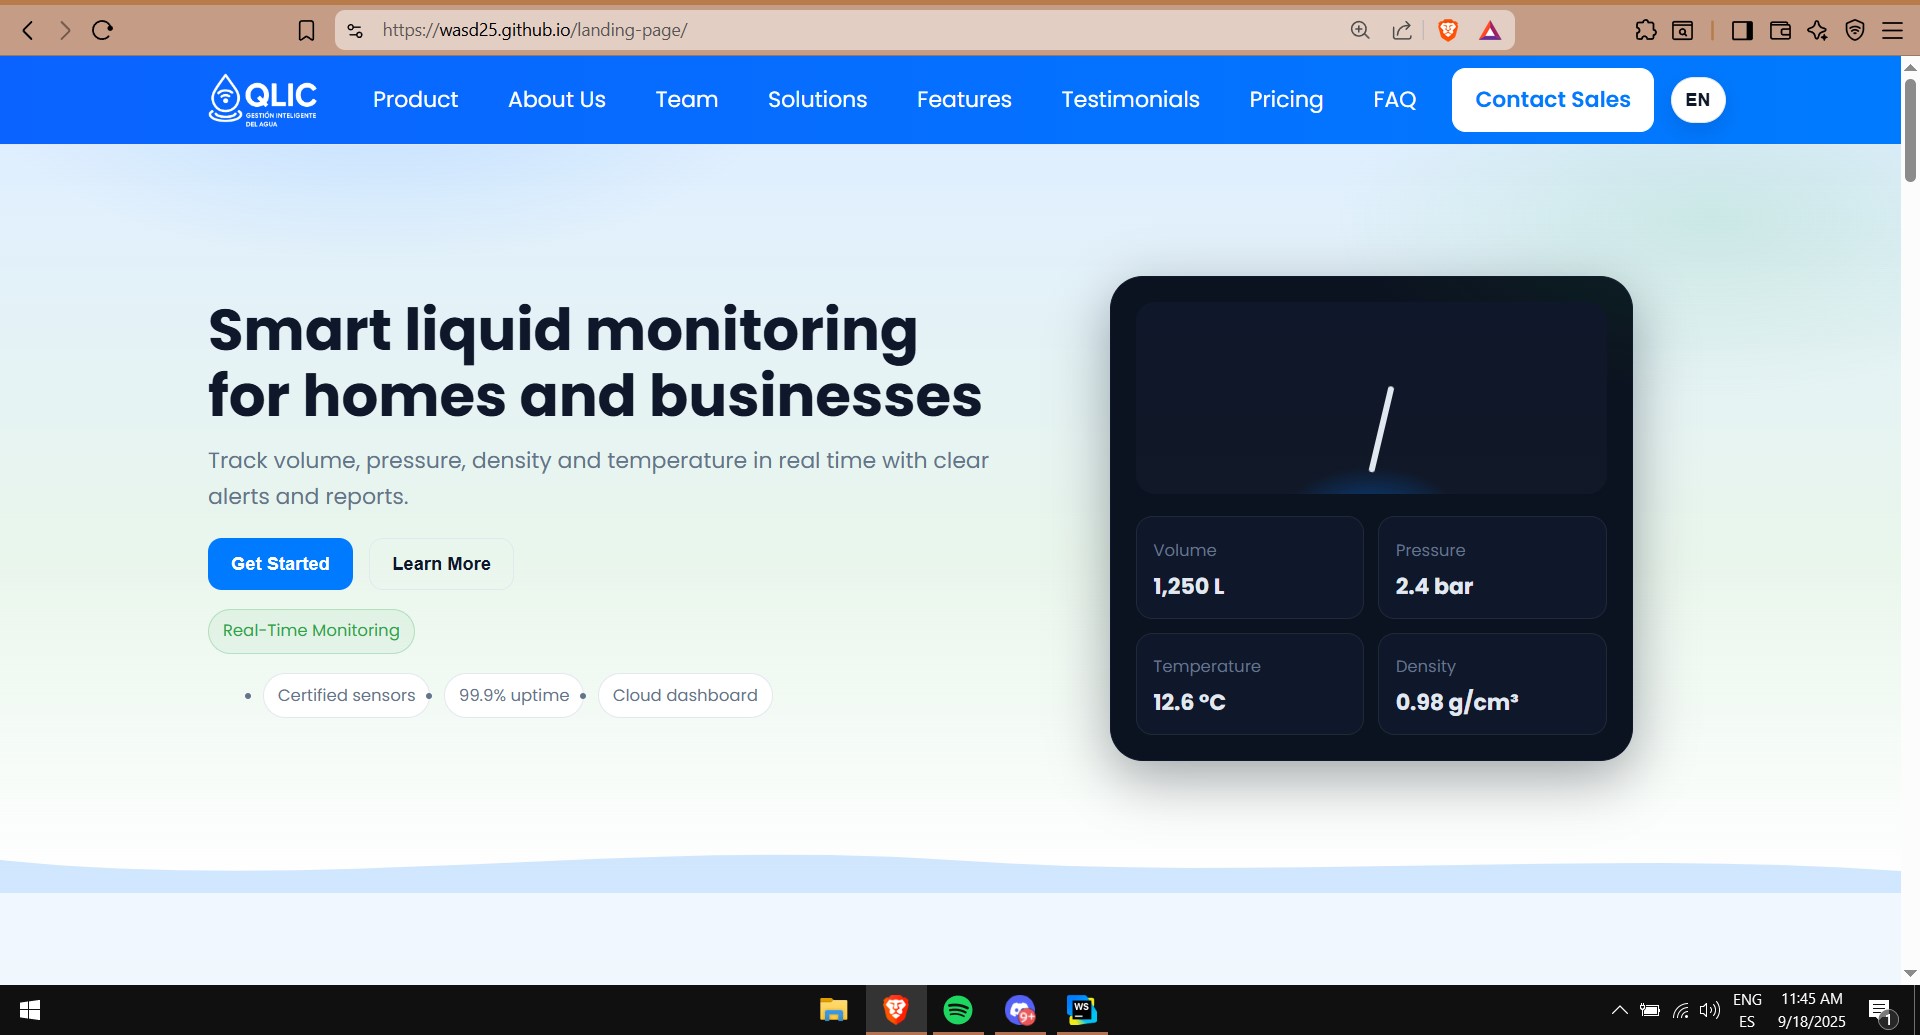 https://wasd25.github.io/landing-page/
QLIC
GESTIÓN INTELIGENTE
DEL AGUA
Product
About Us
Team
Solutions
Features
Testimonials
Pricing
FAQ
Contact Sales
EN
Smart liquid monitoring
for homes and businesses
Track volume, pressure, density and temperature in real time with clear
alerts and reports.
Get Started
Learn More
Real-Time Monitoring
• Certified sensors
• 99.9% uptime
• Cloud dashboard
Volume
1,250 L
Pressure
2.4 bar
Temperature
12.6 °C
Density
0.98 g/cm³
9+
WS
ENG
ES
11:45 AM
9/18/2025
1